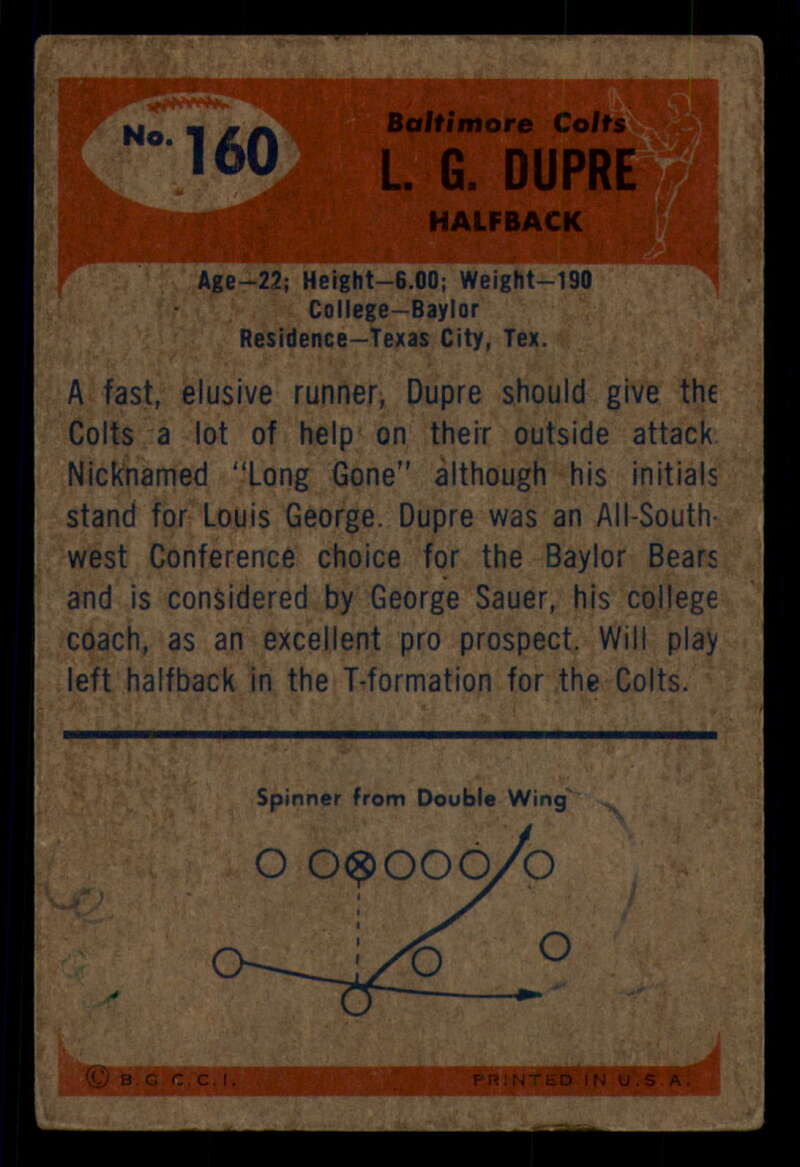 No. 160
Baltimore Colts
L. G. DUPRE
HALFBACK
Age—22; Height—6.00; Weight—190
College—Baylor
Residence—Texas City, Tex.
A fast, elusive runner, Dupre should give the
Colts a lot of help on their outside attack.
Nicknamed "Long Gone" although his initials
stand for Louis George. Dupre was an All-South-
west Conference choice for the Baylor Bears
and is considered by George Sauer, his college
coach, as an excellent pro prospect. Will play
left halfback in the T-formation for the Colts.
Spinner from Double Wing
© B. G. C. C. I.
PRINTED IN U. S. A.